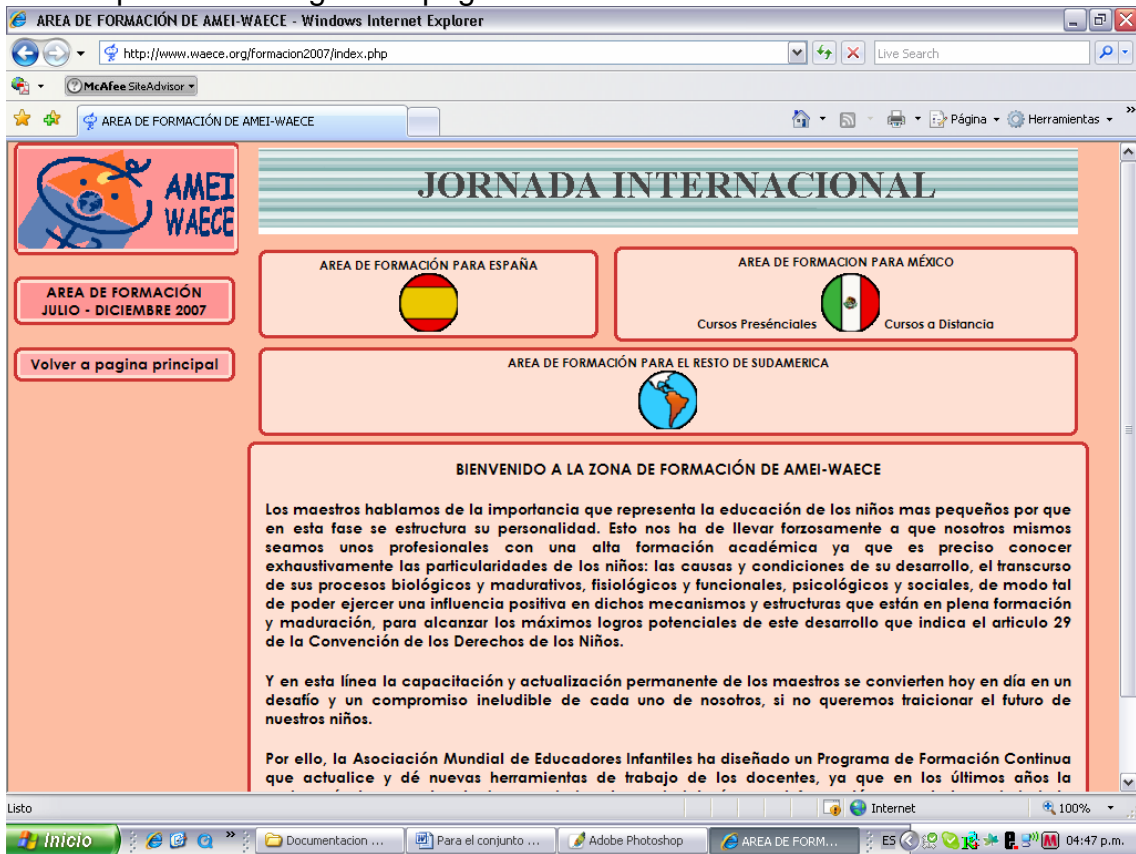 AREA DE FORMACIÓN DE AMEI-WAECE - Windows Internet Explorer
http://www.waece.org/formacion2007/index.php
Live Search
McAfee SiteAdvisor
AREA DE FORMACIÓN DE AMEI-WAECE
Página
Herramientas
AMEI
WAECE
JORNADA INTERNACIONAL
AREA DE FORMACIÓN
JULIO - DICIEMBRE 2007
Volver a pagina principal
AREA DE FORMACIÓN PARA ESPAÑA
AREA DE FORMACION PARA MÉXICO
Cursos Presénciales
Cursos a Distancia
AREA DE FORMACIÓN PARA EL RESTO DE SUDAMERICA
BIENVENIDO A LA ZONA DE FORMACIÓN DE AMEI-WAECE
Los maestros hablamos de la importancia que representa la educación de los niños mas pequeños por que
en esta fase se estructura su personalidad. Esto nos ha de llevar forzosamente a que nosotros mismos
seamos unos profesionales con una alta formación académica ya que es preciso conocer
exhaustivamente las particularidades de los niños: las causas y condiciones de su desarrollo, el transcurso
de sus procesos biológicos y madurativos, fisiológicos y funcionales, psicológicos y sociales, de modo tal
de poder ejercer una influencia positiva en dichos mecanismos y estructuras que están en plena formación
y maduración, para alcanzar los máximos logros potenciales de este desarrollo que indica el articulo 29
de la Convención de los Derechos de los Niños.
Y en esta línea la capacitación y actualización permanente de los maestros se convierten hoy en día en un
desafío y un compromiso ineludible de cada uno de nosotros, si no queremos traicionar el futuro de
nuestros niños.
Por ello, la Asociación Mundial de Educadores Infantiles ha diseñado un Programa de Formación Continua
que actualice y dé nuevas herramientas de trabajo de los docentes, ya que en los últimos años la
Listo
Internet
100%
Inicio
Documentacion ...
Para el conjunto ...
Adobe Photoshop
AREA DE FORM...
ES
04:47 p.m.